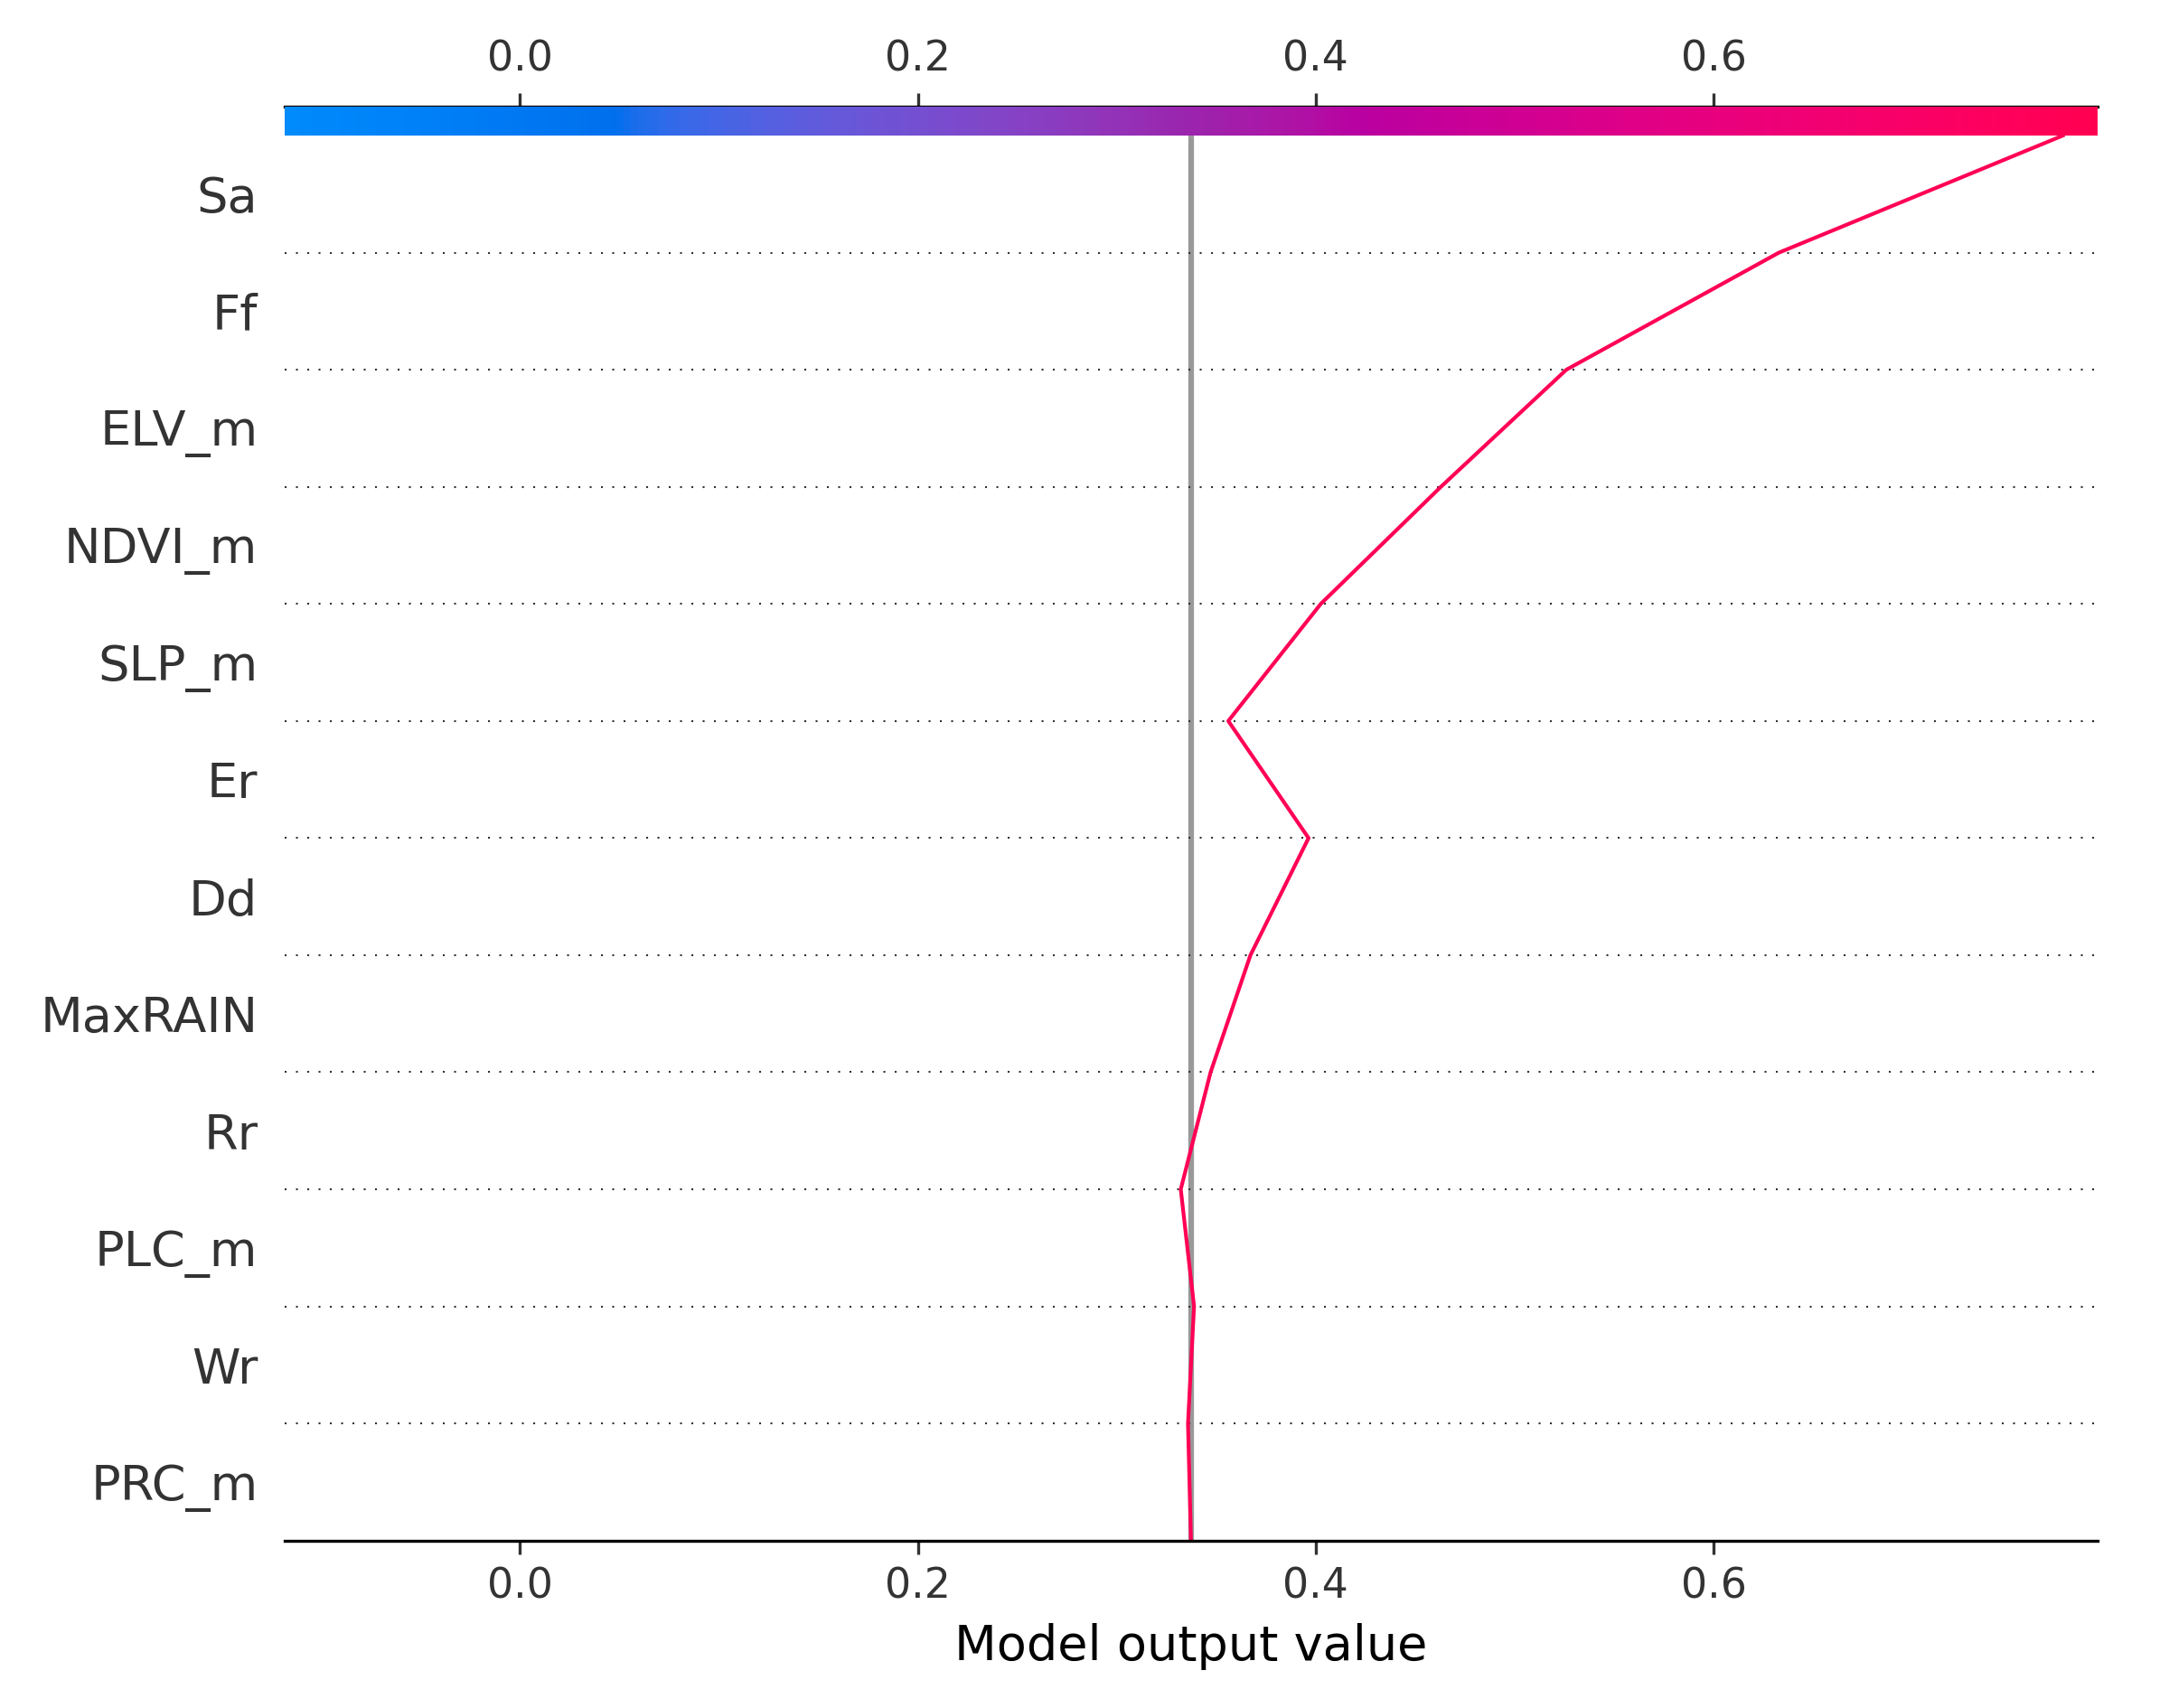 0.0 0.2 0.4 0.6
Sa
Ff
ELV_m
NDVI_m
SLP_m
Er
Dd
MaxRAIN
Rr
PLC_m
Wr
PRC_m
0.0 0.2 0.4 0.6
Model output value